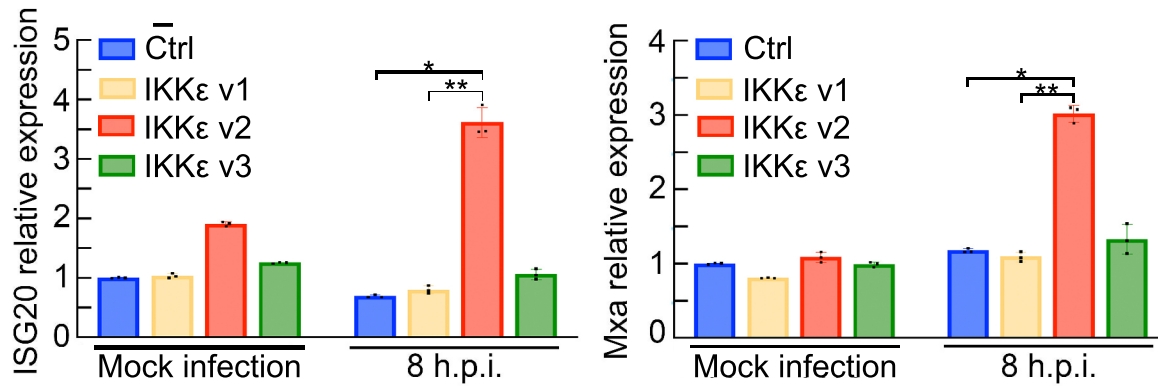 ISG20 relative expression
5
4
3
2
1
0
Ctrl
IKKε v1
IKKε v2
IKKε v3
*
**
Mock infection
8 h.p.i.
Mxa relative expression
4
3
2
1
0
Ctrl
IKKε v1
IKKε v2
IKKε v3
*
**
Mock infection
8 h.p.i.